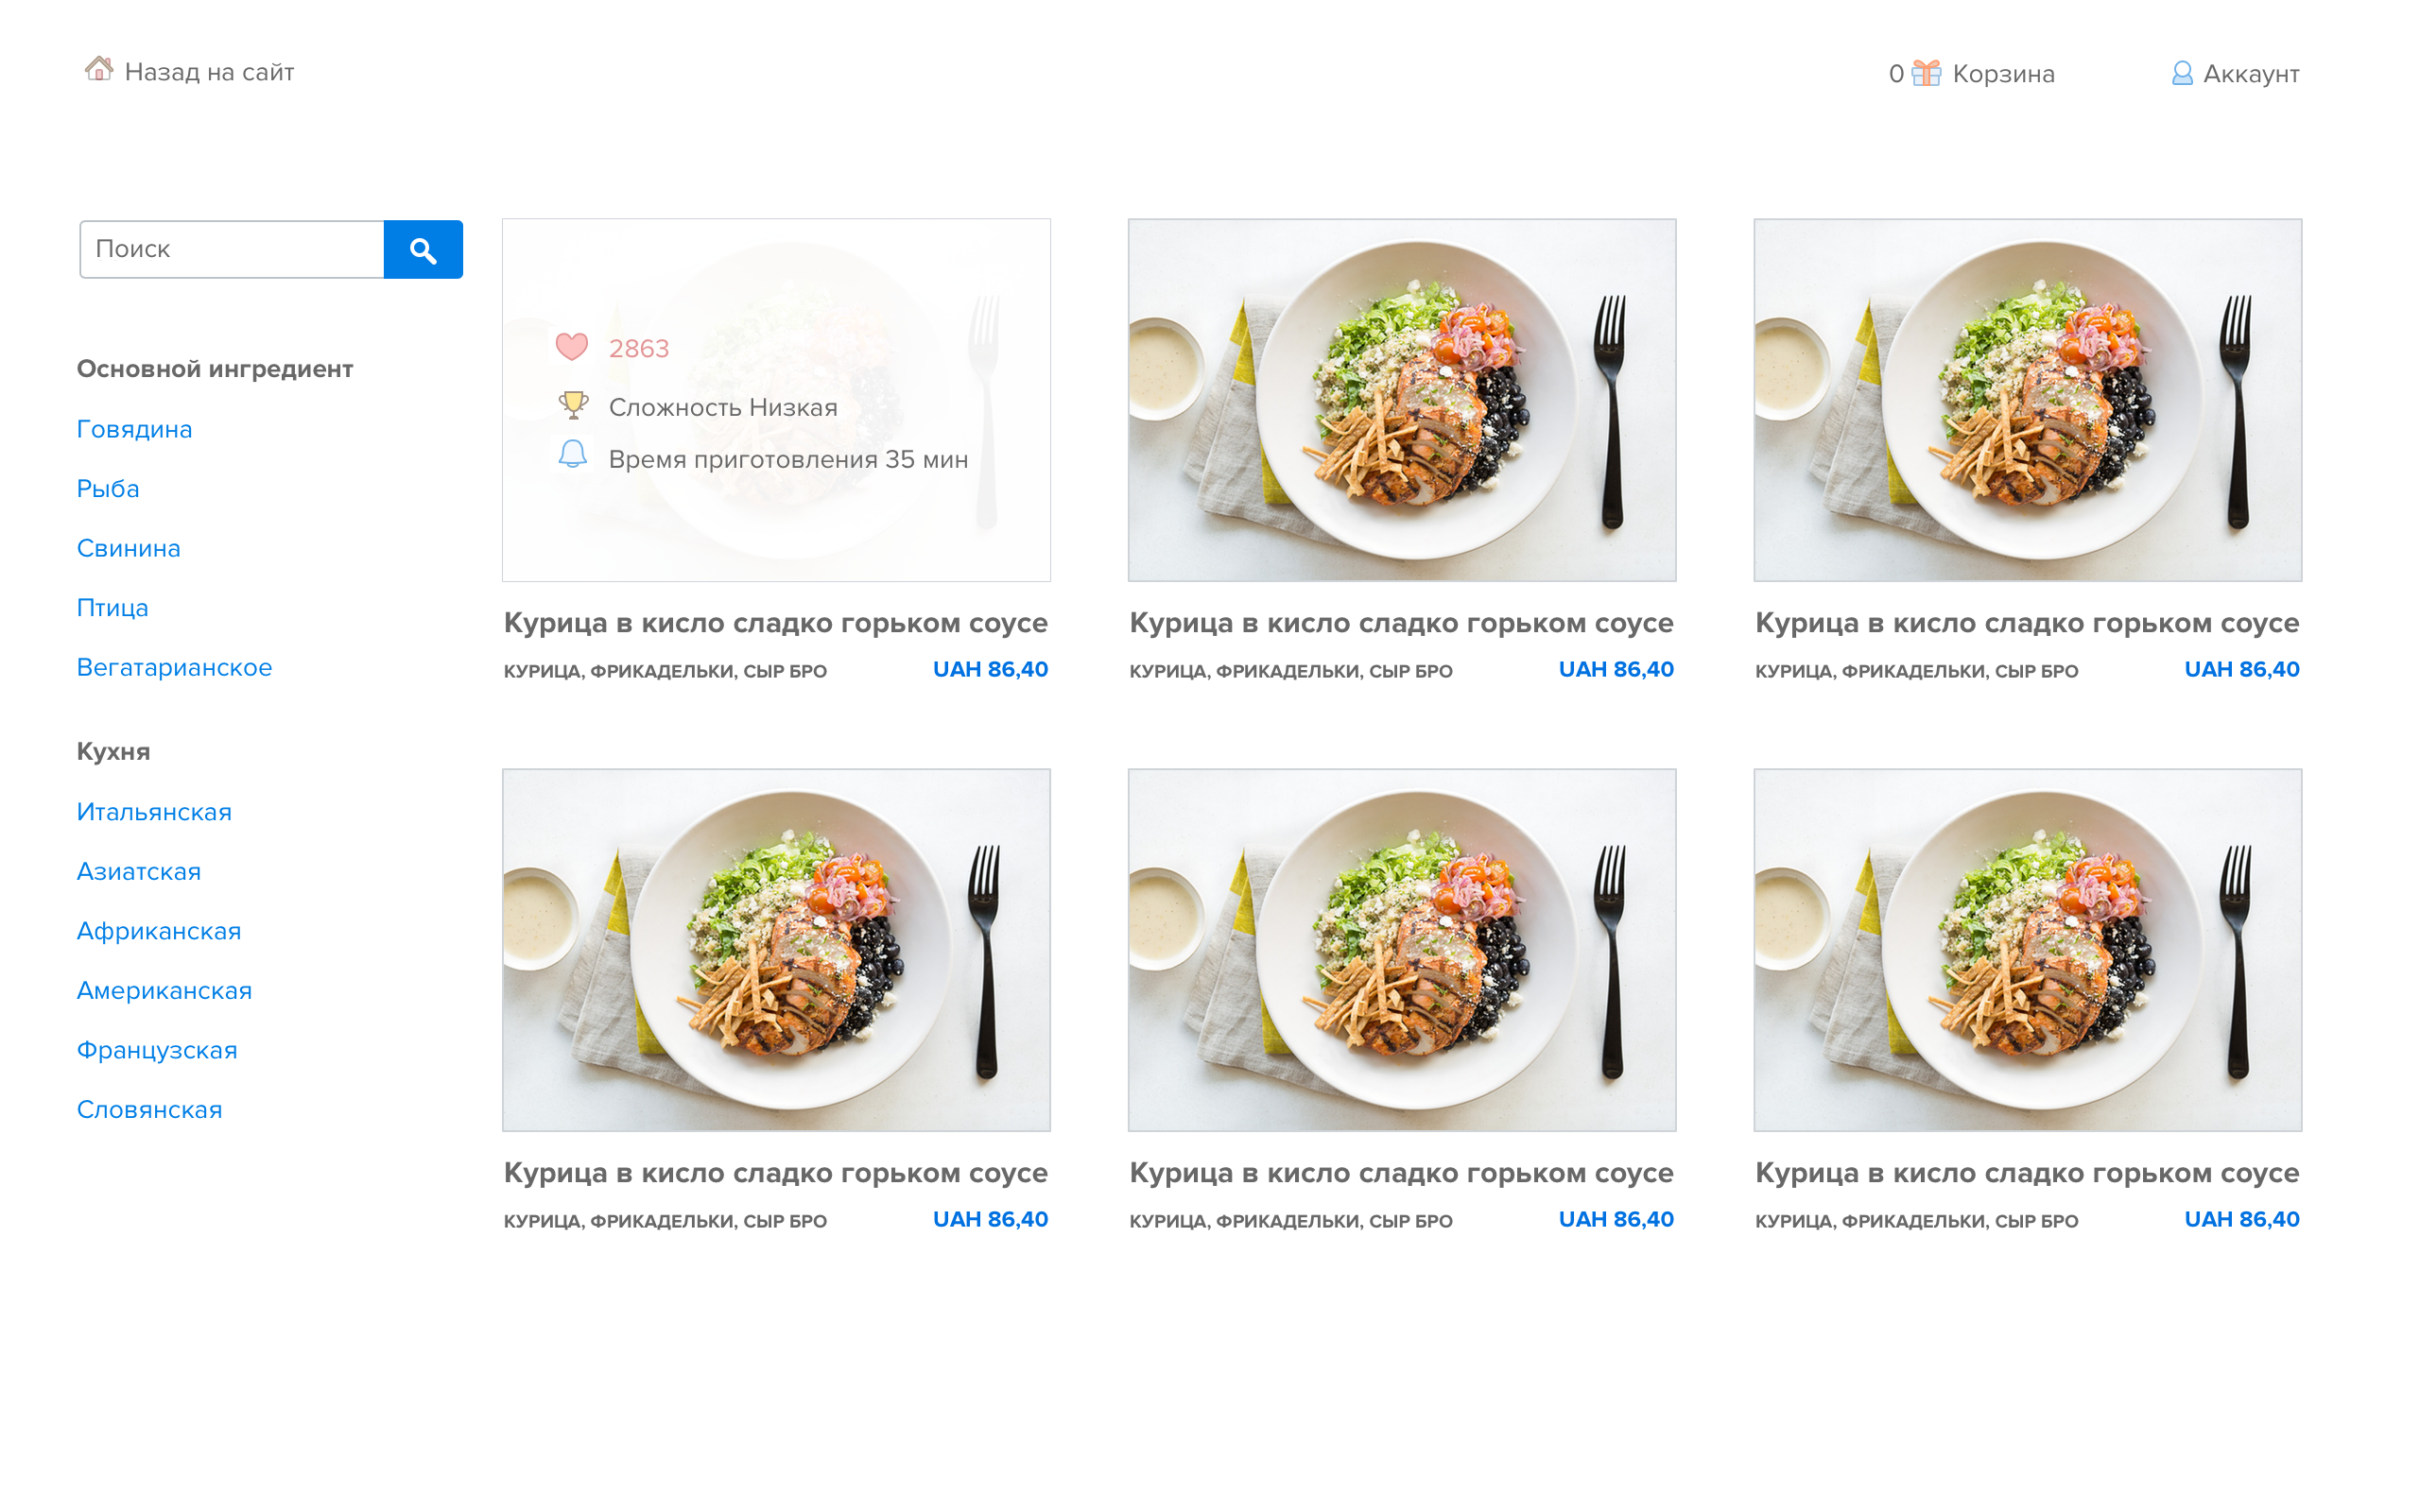 Назад на сайт
0 Корзина
Аккаунт
Поиск
Основной ингредиент
Говядина
Рыба
Свинина
Птица
Вегатарианское
Кухня
Итальянская
Азиатская
Африканская
Американская
Французская
Словянская
2863
Сложность Низкая
Время приготовления 35 мин
Курица в кисло сладко горьком соусе
КУРИЦА, ФРИКАДЕЛЬКИ, СЫР БРО
UAH 86,40
Курица в кисло сладко горьком соусе
КУРИЦА, ФРИКАДЕЛЬКИ, СЫР БРО
UAH 86,40
Курица в кисло сладко горьком соусе
КУРИЦА, ФРИКАДЕЛЬКИ, СЫР БРО
UAH 86,40
Курица в кисло сладко горьком соусе
КУРИЦА, ФРИКАДЕЛЬКИ, СЫР БРО
UAH 86,40
Курица в кисло сладко горьком соусе
КУРИЦА, ФРИКАДЕЛЬКИ, СЫР БРО
UAH 86,40
Курица в кисло сладко горьком соусе
КУРИЦА, ФРИКАДЕЛЬКИ, СЫР БРО
UAH 86,40